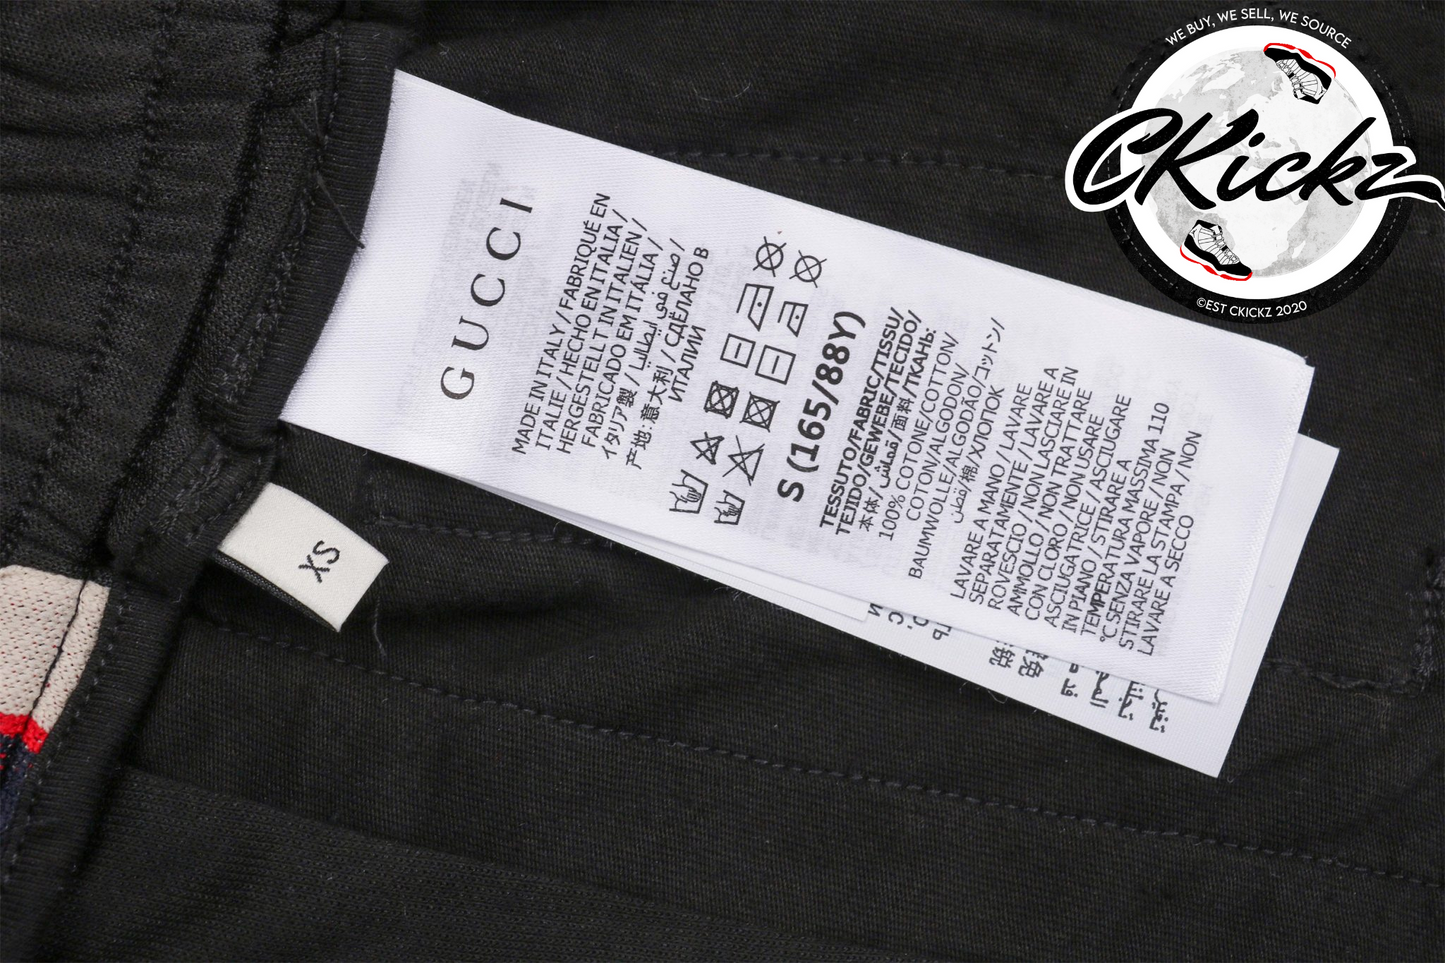 WE BUY, WE SELL, WE SOURCE
CKickz
©EST CKICKZ 2020
GUCCI
MADE IN ITALY / FABRIQUÉ EN
ITALIE / HECHO EN ITALIA /
HERGESTELLT IN ITALIEN /
FABRICADO EM ITÁLIA /
イタリア製 / صنع في ايطاليا /
产地:意大利 / СДЕЛАНО В
ИТАЛИИ
S (165/88Y)
TESSUTO/FABRIC/TISSU/
TEJIDO/GEWEBE/TECIDO/
本体/قماش/面料/ТКАНЬ:
100% COTONE/COTTON/
COTON/ALGODON/
BAUMWOLLE/ALGODÃO/コットン/
قطن/棉/ХЛОПОК
LAVARE A MANO / LAVARE
SEPARATAMENTE / LAVARE A
ROVESCIO / NON LASCIARE IN
AMMOLLO / NON TRATTARE
CON CLORO / NON USARE
ASCIUGATRICE / ASCIUGARE
IN PIANO / STIRARE A
TEMPERATURA MASSIMA 110
°C SENZA VAPORE / NON
STIRARE LA STAMPA / NON
LAVARE A SECCO
XS